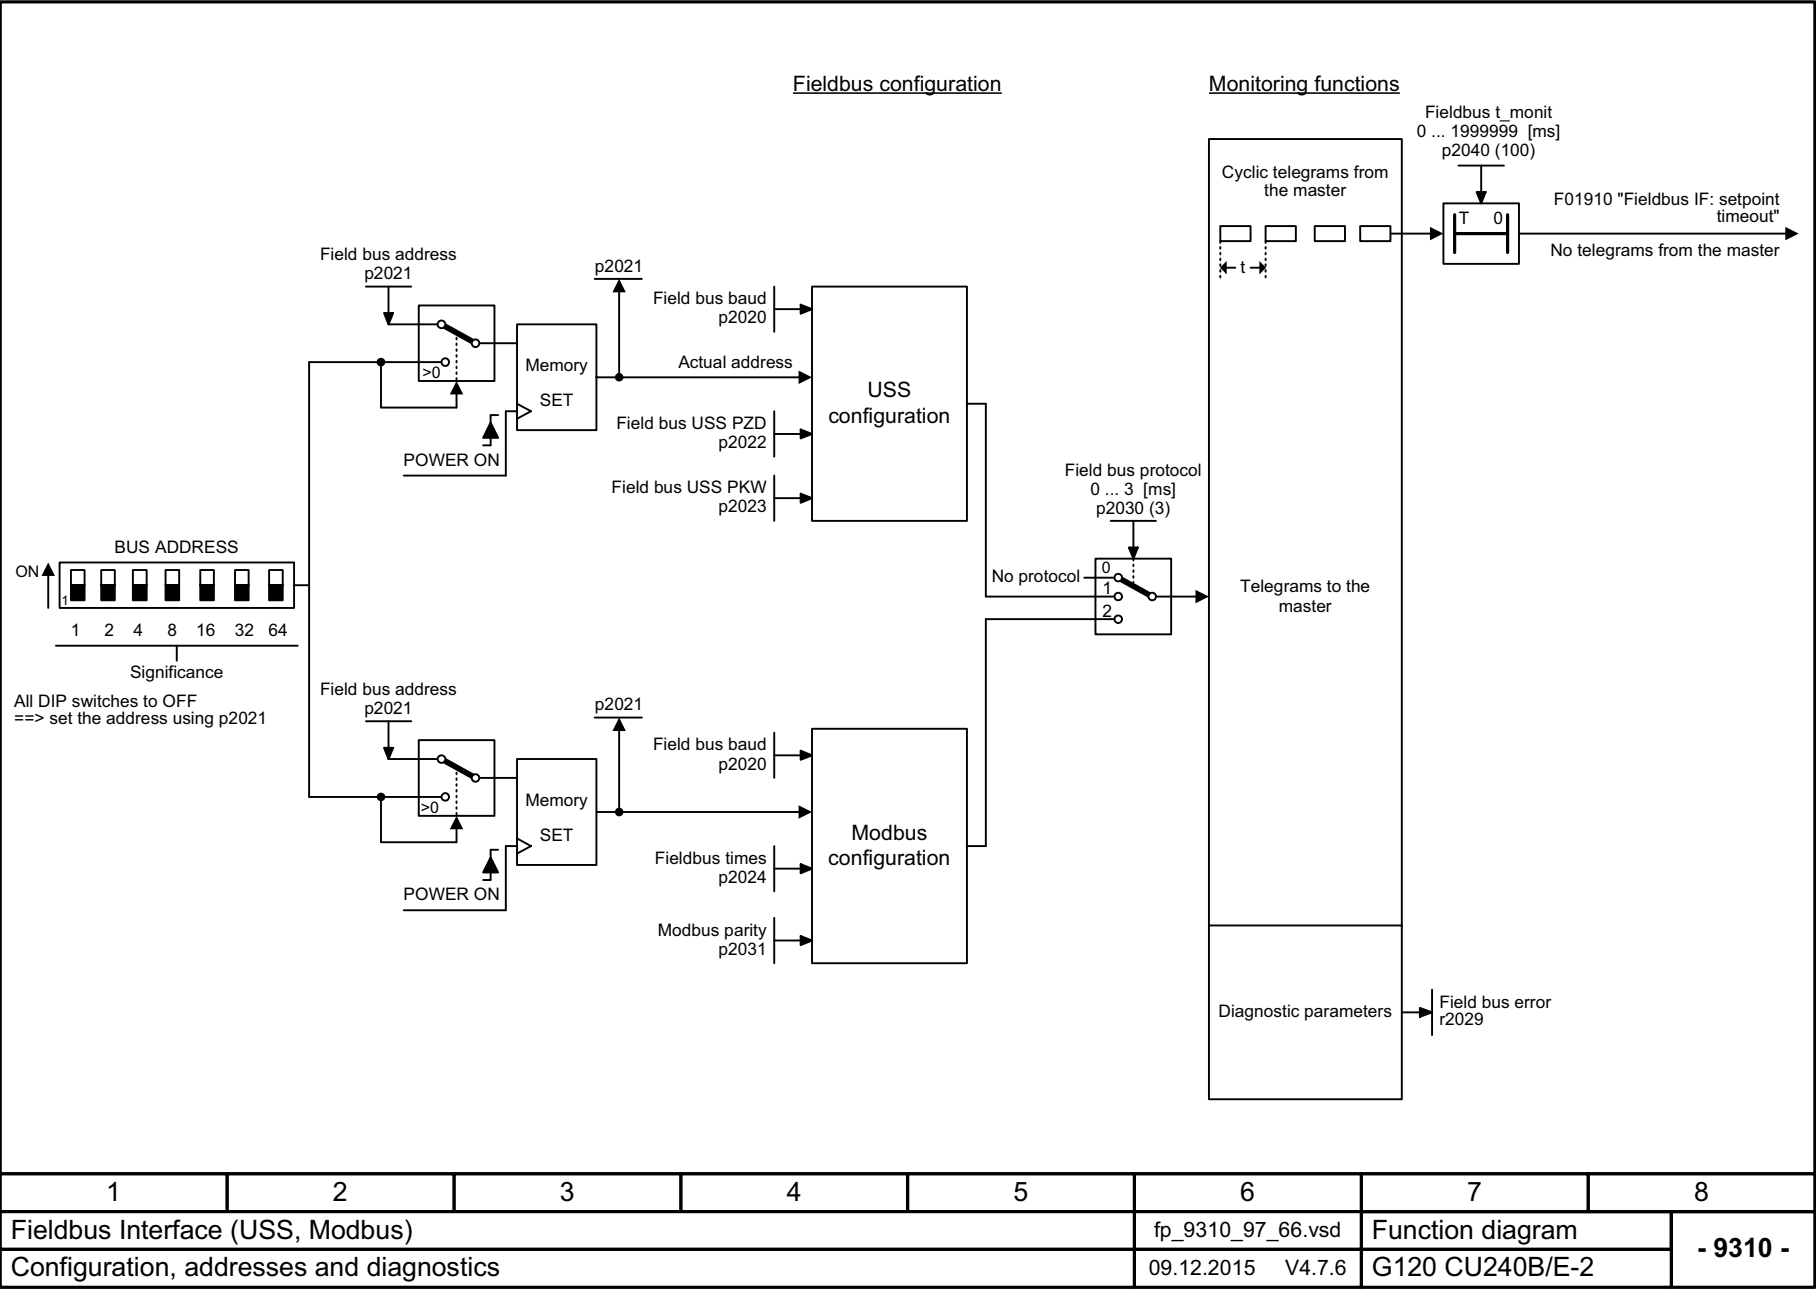 Fieldbus configuration
Monitoring functions
Fieldbus t_monit
0 ... 1999999 [ms]
p2040 (100)
Cyclic telegrams from
the master
T 0
F01910 "Fieldbus IF: setpoint
timeout"
No telegrams from the master
t
Field bus address
p2021
>0
Memory
SET
POWER ON
p2021
Field bus baud
p2020
Actual address
Field bus USS PZD
p2022
Field bus USS PKW
p2023
USS
configuration
Field bus protocol
0 ... 3 [ms]
p2030 (3)
No protocol
0
1
2
Telegrams to the
master
BUS ADDRESS
ON
1
1 2 4 8 16 32 64
Significance
All DIP switches to OFF
==> set the address using p2021
Field bus address
p2021
>0
Memory
SET
POWER ON
p2021
Field bus baud
p2020
Fieldbus times
p2024
Modbus parity
p2031
Modbus
configuration
Diagnostic parameters
Field bus error
r2029
1 2 3 4 5 6 7 8
Fieldbus Interface (USS, Modbus)
fp_9310_97_66.vsd
Function diagram
- 9310 -
Configuration, addresses and diagnostics
09.12.2015 V4.7.6
G120 CU240B/E-2